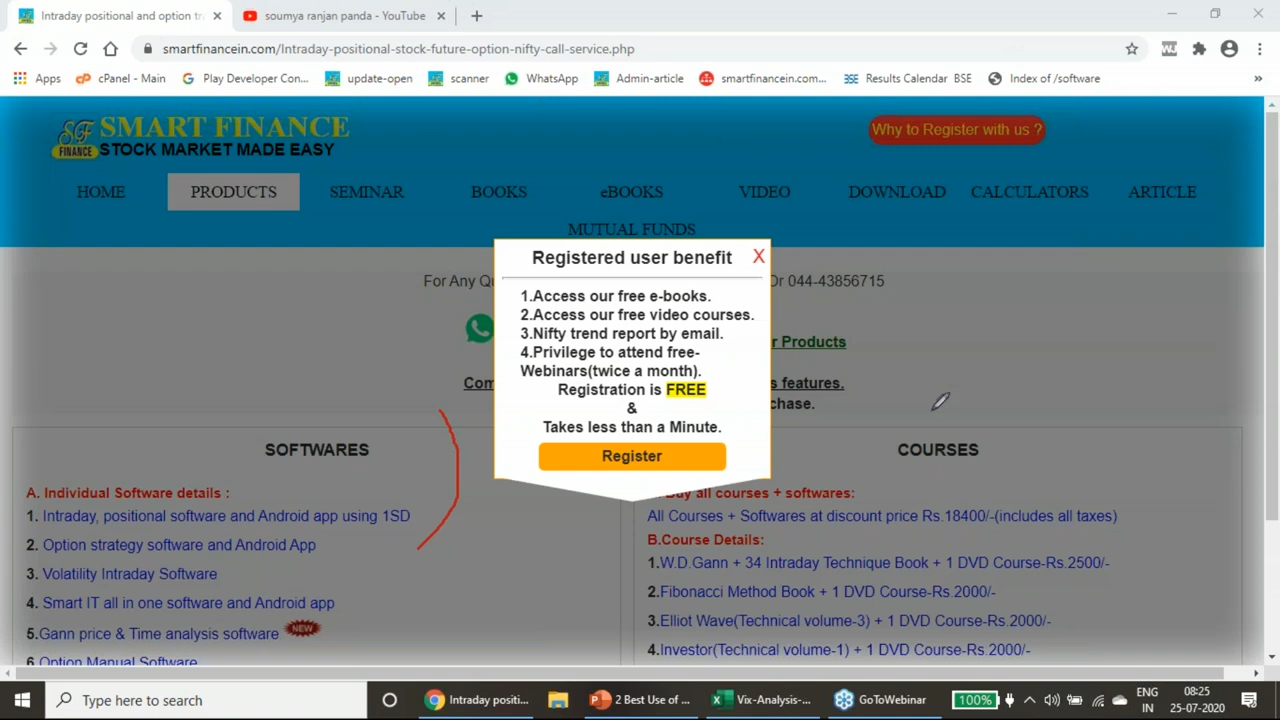 Intraday positional and option tr
soumya ranjan panda - YouTube
smartfinancein.com/Intraday-positional-stock-future-option-nifty-call-service.php
Apps
cPanel - Main
Play Developer Con...
update-open
scanner
WhatsApp
Admin-article
smartfinancein.com...
BSE Results Calendar BSE
Index of /software
»
SF FINANCE
SMART FINANCE
STOCK MARKET MADE EASY
Why to Register with us ?
HOME
PRODUCTS
SEMINAR
BOOKS
eBOOKS
VIDEO
DOWNLOAD
CALCULATORS
ARTICLE
MUTUAL FUNDS
Registered user benefit
X
For Any Qu
Or 044-43856715
1.Access our free e-books.
2.Access our free video courses.
3.Nifty trend report by email.
r Products
4.Privilege to attend free-
Webinars(twice a month).
Com
s features.
Registration is FREE
chase.
&
Takes less than a Minute.
Register
SOFTWARES
A. Individual Software details :
1. Intraday, positional software and Android app using 1SD
2. Option strategy software and Android App
3. Volatility Intraday Software
4. Smart IT all in one software and Android app
5.Gann price & Time analysis software NEW
6.Option Manual Software
COURSES
Buy all courses + softwares:
All Courses + Softwares at discount price Rs.18400/-(includes all taxes)
B.Course Details:
1.W.D.Gann + 34 Intraday Technique Book + 1 DVD Course-Rs.2500/-
2.Fibonacci Method Book + 1 DVD Course-Rs.2000/-
3.Elliot Wave(Technical volume-3) + 1 DVD Course-Rs.2000/-
4.Investor(Technical volume-1) + 1 DVD Course-Rs.2000/-
Type here to search
Intraday positi...
2 Best Use of ...
Vix-Analysis-...
GoToWebinar
100%
ENG
IN
08:25
25-07-2020